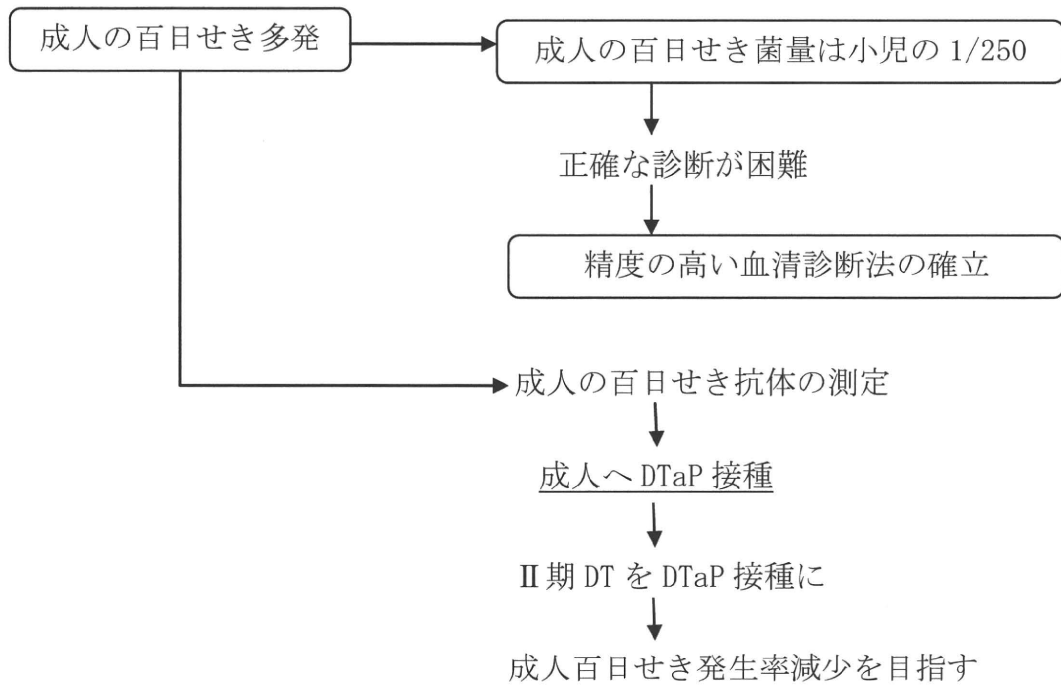 成人の百日せき多発
成人の百日せき菌量は小児の 1/250
正確な診断が困難
精度の高い血清診断法の確立
成人の百日せき抗体の測定
成人へ DTaP 接種
Ⅱ期 DT を DTaP 接種に
成人百日せき発生率減少を目指す